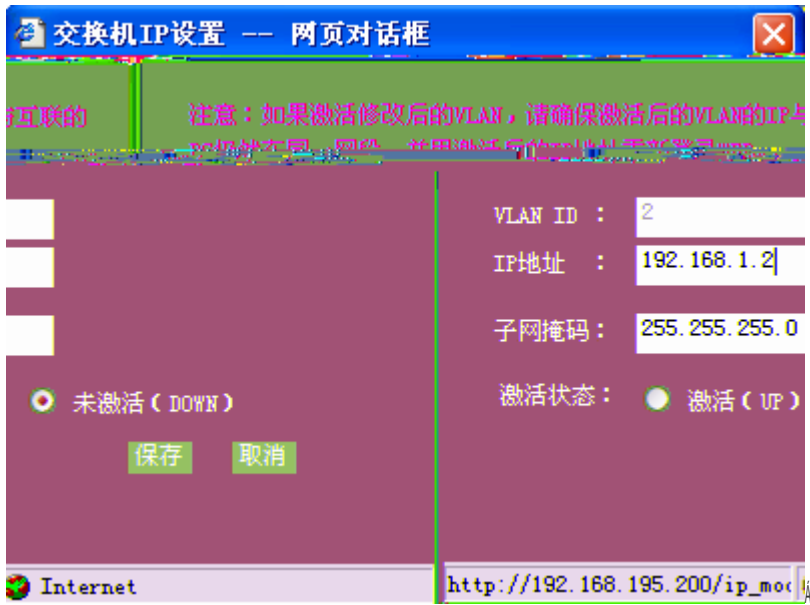 交换机IP设置 -- 网页对话框
互联的
注意：如果激活修改后的VLAN，请确保激活后的VLAN的IP与
VLAN ID ： 2
IP地址 ： 192.168.1.2
子网掩码： 255.255.255.0
激活状态： 激活（UP）
未激活（DOWN）
保存 取消
Internet
http://192.168.195.200/ip_mod